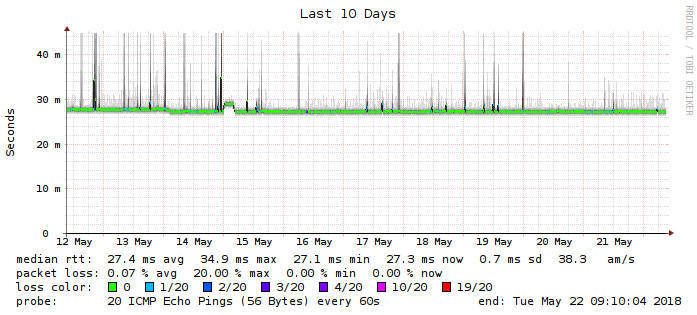 Last 10 Days
RRDTOOL / TOBI OETIKER
Seconds
40 m
30 m
20 m
10 m
0
12 May 13 May 14 May 15 May 16 May 17 May 18 May 19 May 20 May 21 May
median rtt: 27.4 ms avg 34.9 ms max 27.1 ms min 27.3 ms now 0.7 ms sd 38.3 am/s
packet loss: 0.07 % avg 20.00 % max 0.00 % min 0.00 % now
loss color: 0 1/20 2/20 3/20 4/20 10/20 19/20
probe: 20 ICMP Echo Pings (56 Bytes) every 60s end: Tue May 22 09:10:04 2018